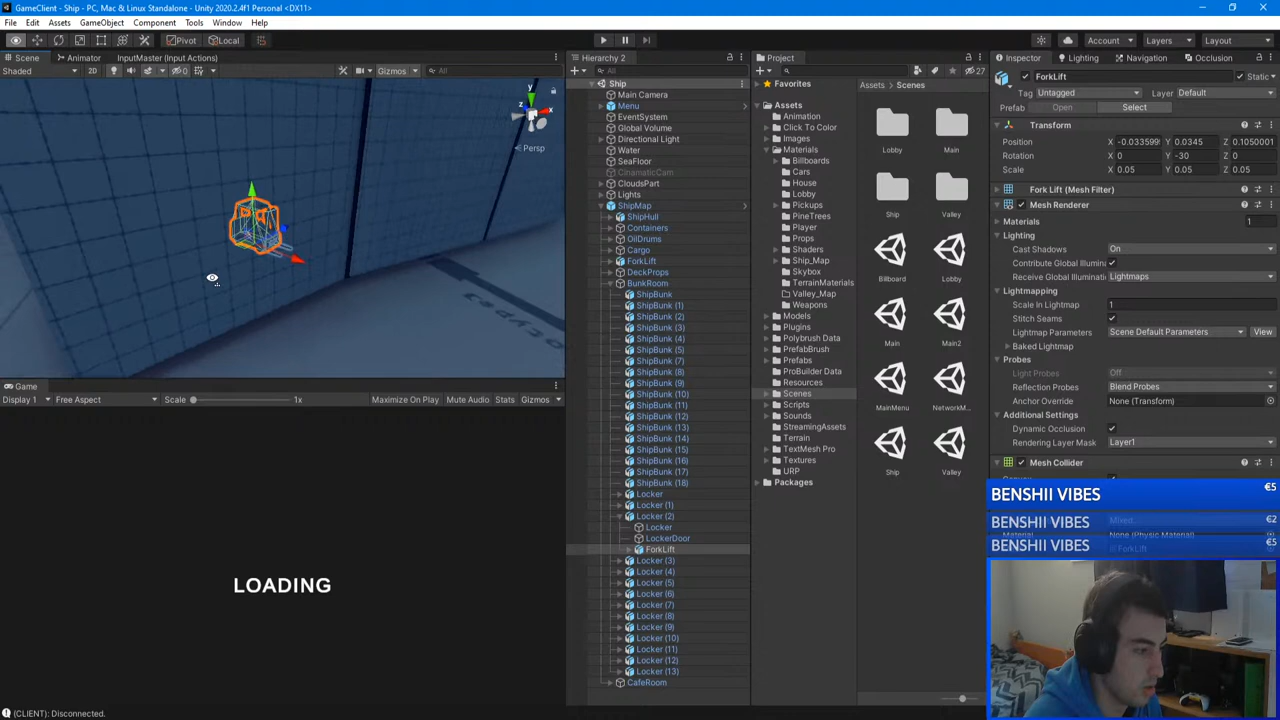 GameClient - Ship - PC, Mac & Linux Standalone - Unity 2020.2.4f1 Personal <DX11>
File Edit Assets GameObject Component Tools Window Help
Pivot Local Account Layers Layout
Scene Animator InputMaster (Input Actions)
Shaded 2D 0 Gizmos All
y
x
z
Persp
Game
Display 1 Free Aspect Scale 1x Maximize On Play Mute Audio Stats Gizmos
LOADING
(CLIENT): Disconnected.
Hierarchy 2
All
Ship
Main Camera
Menu
EventSystem
Global Volume
Directional Light
Water
SeaFloor
CinamaticCam
CloudsPart
Lights
ShipMap
ShipHull
Containers
OilDrums
Cargo
ForkLift
DeckProps
BunkRoom
ShipBunk
ShipBunk (1)
ShipBunk (2)
ShipBunk (3)
ShipBunk (4)
ShipBunk (5)
ShipBunk (7)
ShipBunk (8)
ShipBunk (9)
ShipBunk (10)
ShipBunk (11)
ShipBunk (12)
ShipBunk (13)
ShipBunk (14)
ShipBunk (15)
ShipBunk (16)
ShipBunk (17)
ShipBunk (18)
Locker
Locker (1)
Locker (2)
Locker
LockerDoor
ForkLift
Locker (3)
Locker (4)
Locker (5)
Locker (6)
Locker (7)
Locker (8)
Locker (9)
Locker (10)
Locker (11)
Locker (12)
Locker (13)
CafeRoom
Project
27
Favorites
Assets
Animation
Click To Color
Images
Materials
Billboards
Cars
House
Lobby
Pickups
PineTrees
Player
Props
Shaders
Ship_Map
Skybox
TerrainMaterials
Valley_Map
Weapons
Models
Plugins
Polybrush Data
PrefabBrush
Prefabs
ProBuilder Data
Resources
Scenes
Scripts
Sounds
StreamingAssets
Terrain
TextMesh Pro
Textures
URP
Packages
Assets Scenes
Lobby Main
Ship Valley
Billboard Lobby
Main Main2
MainMenu NetworkM...
Ship Valley
Inspector Lighting Navigation Occlusion
ForkLift Static
Tag Untagged Layer Default
Prefab Open Select
Transform
Position X -0.033599 Y 0.0345 Z 0.1050001
Rotation X 0 Y -30 Z 0
Scale X 0.05 Y 0.05 Z 0.05
Fork Lift (Mesh Filter)
Mesh Renderer
Materials 1
Lighting
Cast Shadows On
Contribute Global Illumina
Receive Global Illuminati Lightmaps
Lightmapping
Scale In Lightmap 1
Stitch Seams
Lightmap Parameters Scene Default Parameters View
Baked Lightmap
Probes
Light Probes Off
Reflection Probes Blend Probes
Anchor Override None (Transform)
Additional Settings
Dynamic Occlusion
Rendering Layer Mask Layer1
Mesh Collider
BENSHII VIBES €5
BENSHII VIBES Mixed... €2
Material None (Physic Material)
BENSHII VIBES ForkLift €5